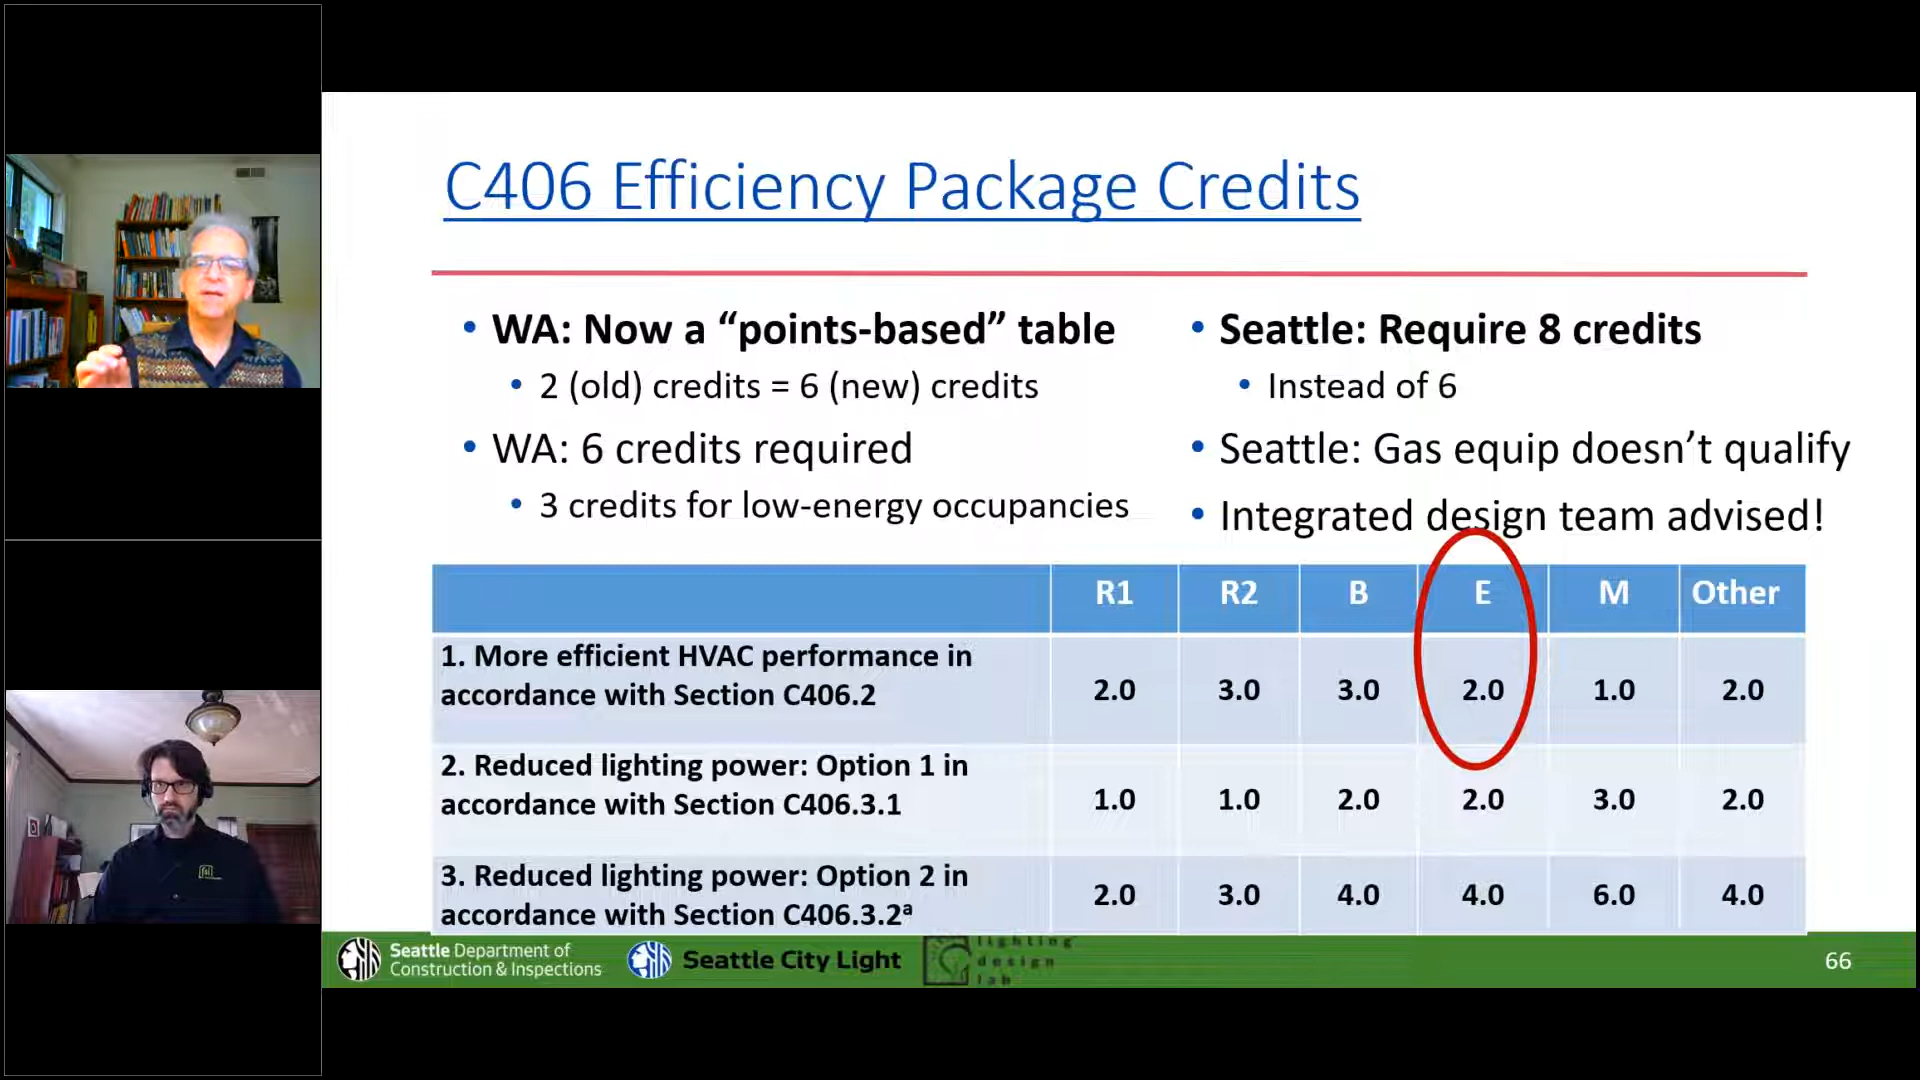 C406 Efficiency Package Credits
• WA: Now a “points-based” table
• 2 (old) credits = 6 (new) credits
• WA: 6 credits required
• 3 credits for low-energy occupancies
• Seattle: Require 8 credits
• Instead of 6
• Seattle: Gas equip doesn’t qualify
• Integrated design team advised!
R1 R2 B E M Other
1. More efficient HVAC performance in
accordance with Section C406.2
2.0 3.0 3.0 2.0 1.0 2.0
2. Reduced lighting power: Option 1 in
accordance with Section C406.3.1
1.0 1.0 2.0 2.0 3.0 2.0
3. Reduced lighting power: Option 2 in
accordance with Section C406.3.2ᵃ
2.0 3.0 4.0 4.0 6.0 4.0
Seattle Department of
Construction & Inspections
Seattle City Light
lighting
design
lab
66